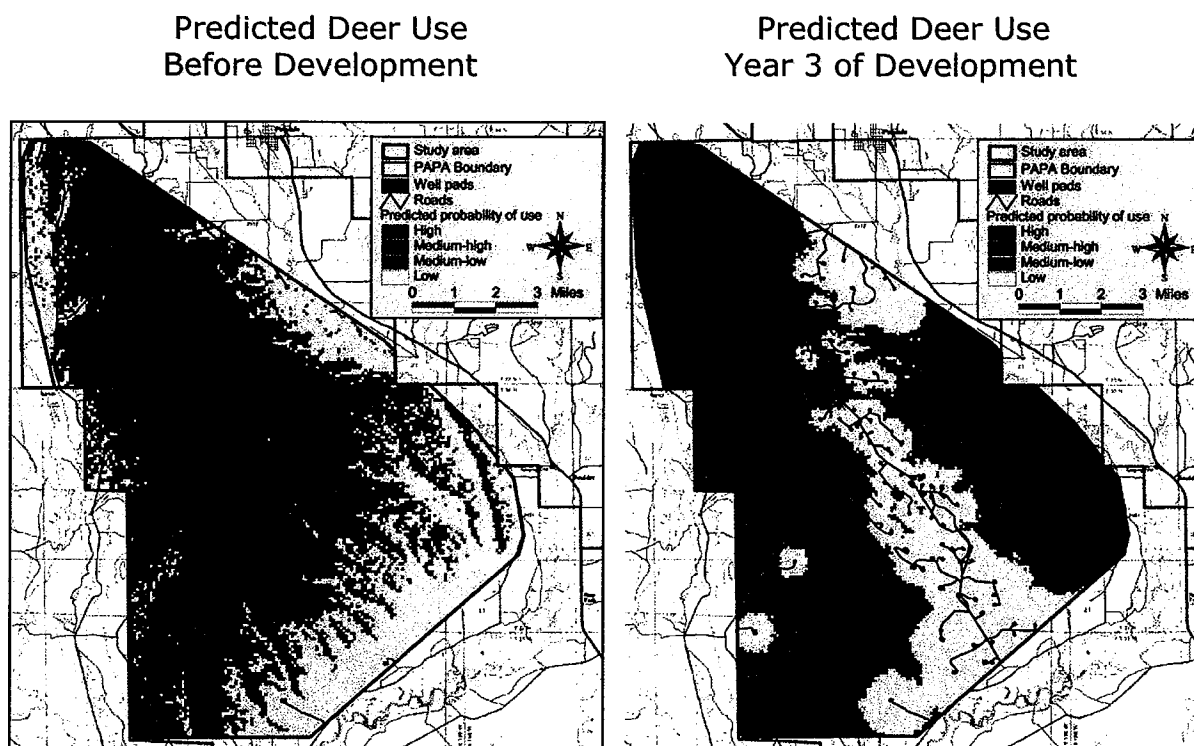 Predicted Deer Use
Before Development
Predicted Deer Use
Year 3 of Development
Study area
PAPA Boundary
Well pads
Roads
Predicted probability of use
High
Medium-high
Medium-low
Low
N
W
E
S
0 1 2 3 Miles
Study area
PAPA Boundary
Well pads
Roads
Predicted probability of use
High
Medium-high
Medium-low
Low
N
W
E
S
0 1 2 3 Miles